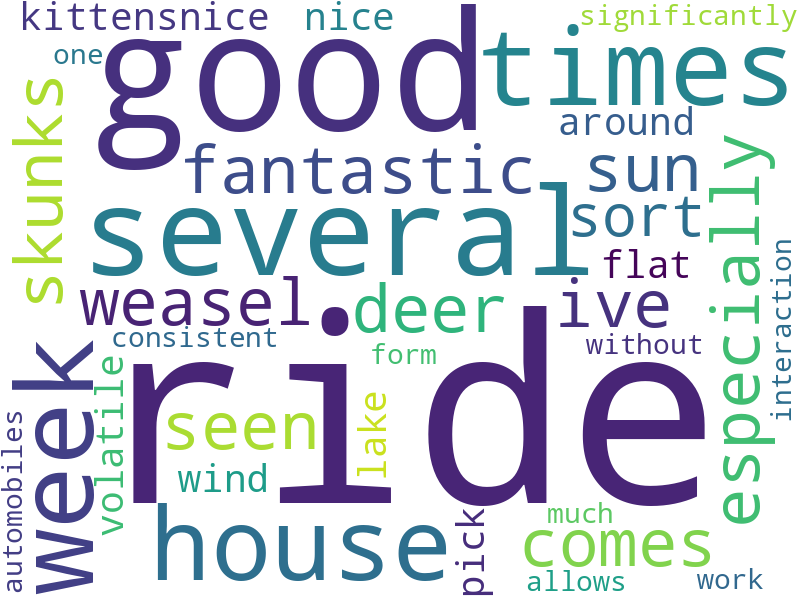 kittensnice
nice
significantly
one
good
times
around
skunks
fantastic
sun
several
sort
especially
flat
weasel
deer
ive
interaction
consistent
without
form
week
ride
volatile
seen
lake
wind
automobiles
house
pick
much
comes
allows
work